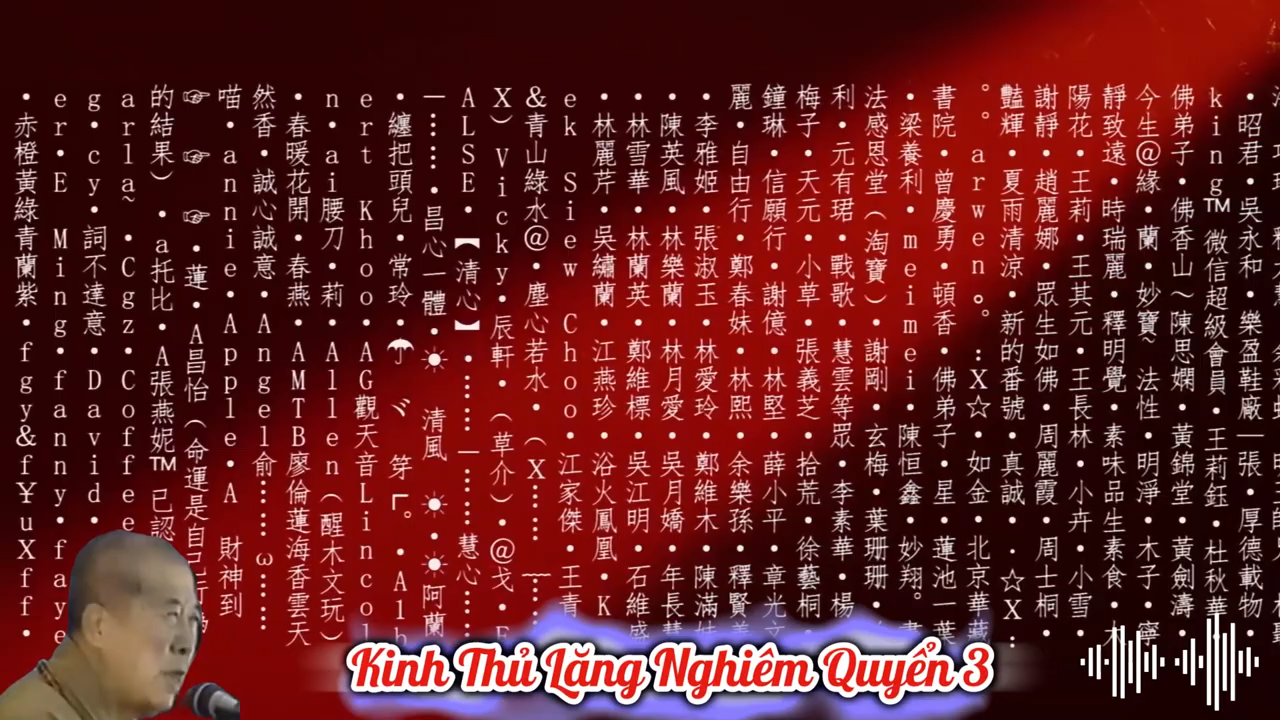 ・昭君・吳永和・樂盈鞋廠—張・厚德載物・
king™ 微信超級會員・王莉鈺・杜秋華
佛弟子・佛香山~陳思嫻・黃錦堂・黃劍濤・
今生@緣・蘭・妙寶~ 法性・明淨・木子・寧
靜致遠・時瑞麗・釋明覺・素味品生素食・
陽花・王莉・王其元・王長林・小卉・小雪・
謝靜・趙麗娜・眾生如佛・周麗霞・周士桐・
豔輝・夏雨清涼・新的番號・真誠 ・☆X：
。。arwen。。：X☆・如金・北京華藏
書院・曾慶勇・頓香・佛弟子・星・蓮池一葉
・梁養利・meimei・陳恒鑫・妙翔。
法感恩堂（淘寶）謝剛・玄梅・葉珊珊・
利・元有珺・戰歌・慧雲等眾・李素華・楊
梅子・天元・小草・張義芝・拾荒・徐藝桐・
鐘琳・信願行・謝億・林堅・薛小平・章光文
麗・自由行・鄭春妹・林熙・余樂孫・釋賢善
・李雅姬・張淑玉・林愛玲・鄭維木・陳滿
・陳英風・林樂蘭・林月愛・吳月嬌・年長慧
・林雪華・林蘭英・鄭維標・吳江明・石維盛
・林麗芹・吳繡蘭・江燕珍・浴火鳳凰・K
ek Siew Choo・江家傑・王青
&青山綠水@・塵心若水・（X……
X）Vicky・辰軒・（草介）・@戈・F
ALSE・【清心】・……—……慧心……
—……・昌心一體・☀ 清風 ☀・☀阿蘭
・纏把頭兒・常玲・☂ ヾ 笌「。・Alb
ert Khoo・AG觀天音Lincol
n・ai腰刀・莉・Allen（醒木文玩）
・春暖花開・春燕・AMTB廖倫蓮海香雲天
然香・誠心誠意・Angel俞……ω……
喵・annie・Apple・A 財神到
☞ ☞ ☞・蓮・A昌怡（命運是自己
的結果）・a托比・A張燕妮™已認
arla~・Cgz・Coffee
g・cy・詞不達意・David・
er・E Ming・fanny・faye
・赤橙黃綠青蘭紫・fgy&f¥uXff・
Kinh Thủ Lăng Nghiêm Quyển 3